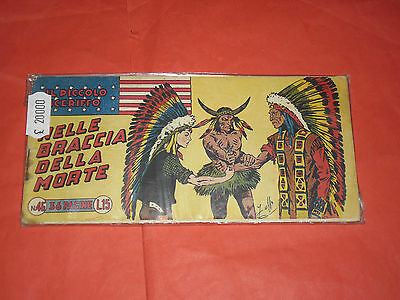 IL PICCOLO
SCERIFFO
£ 20000
NELLE
BRACCIA
DELLA
MORTE
L.15